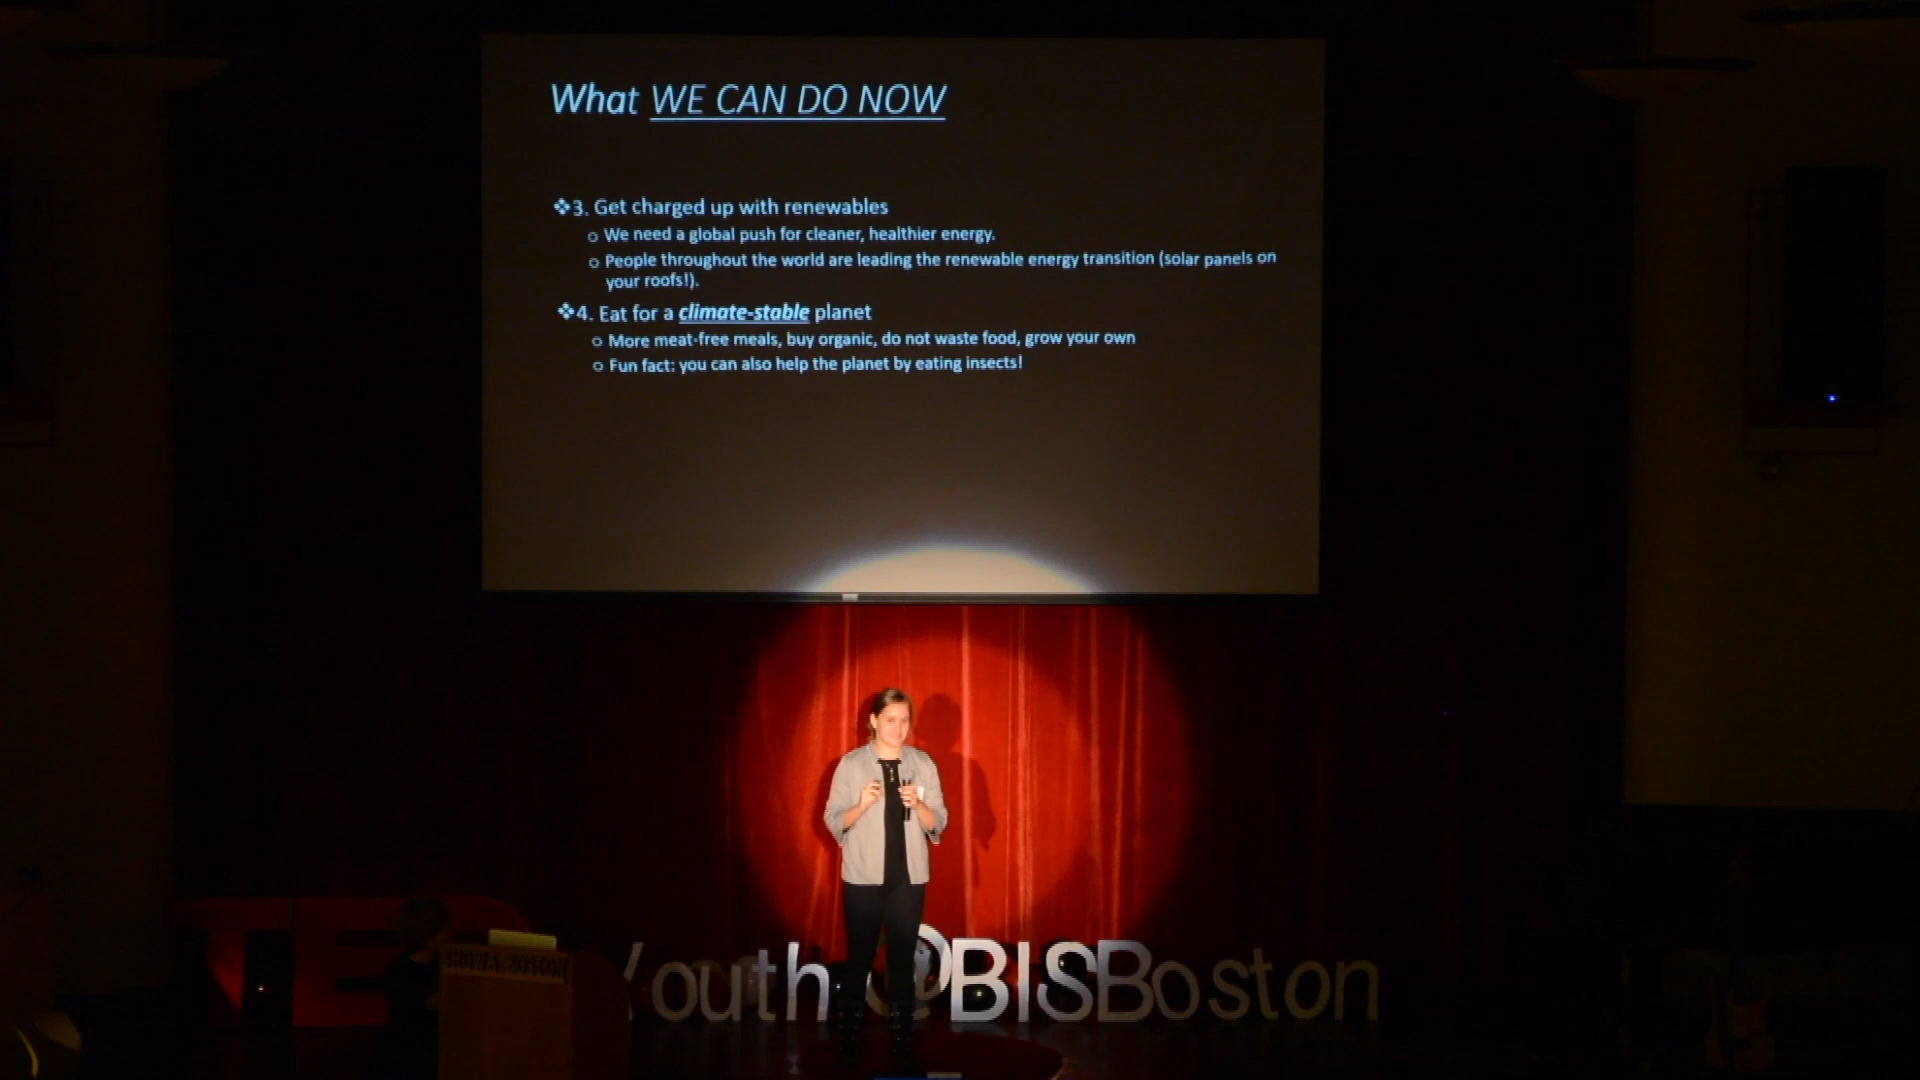 What WE CAN DO NOW
❖3. Get charged up with renewables
o We need a global push for cleaner, healthier energy.
o People throughout the world are leading the renewable energy transition (solar panels on
your roofs!).
❖4. Eat for a climate-stable planet
o More meat-free meals, buy organic, do not waste food, grow your own
o Fun fact: you can also help the planet by eating insects!
TED Youth @BISBoston